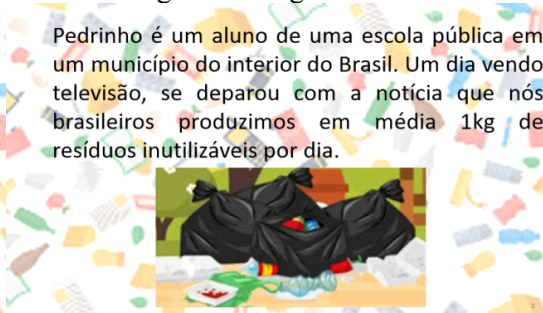 Pedrinho é um aluno de uma escola pública em
um município do interior do Brasil. Um dia vendo
televisão, se deparou com a notícia que nós
brasileiros produzimos em média 1kg de
resíduos inutilizáveis por dia.